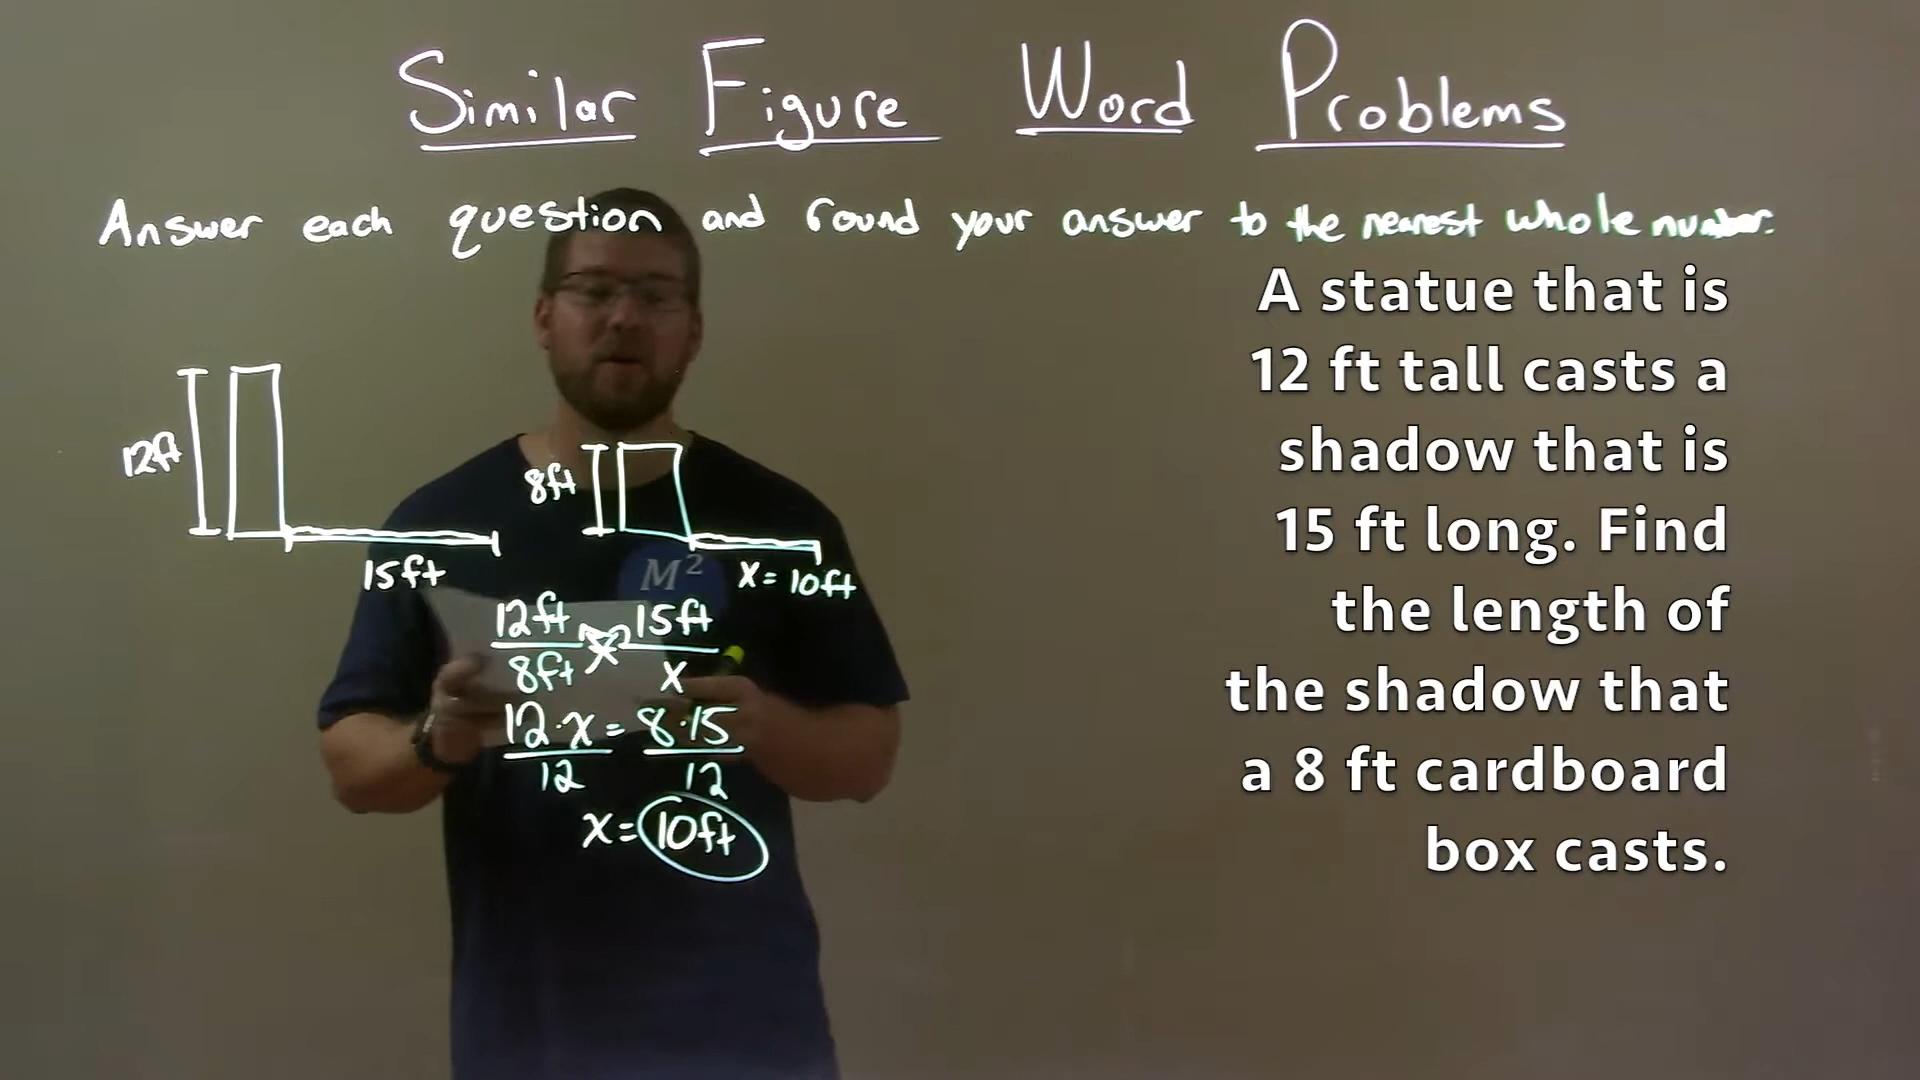 Similar Figure Word Problems
Answer each question and round your answer to the nearest whole number.
A statue that is
12 ft tall casts a
shadow that is
15 ft long. Find
the length of
the shadow that
a 8 ft cardboard
box casts.
12ft
15ft
8ft
x = 10ft
M²
12ft 15ft
8ft x
12·x = 8·15
12 12
x = 10ft